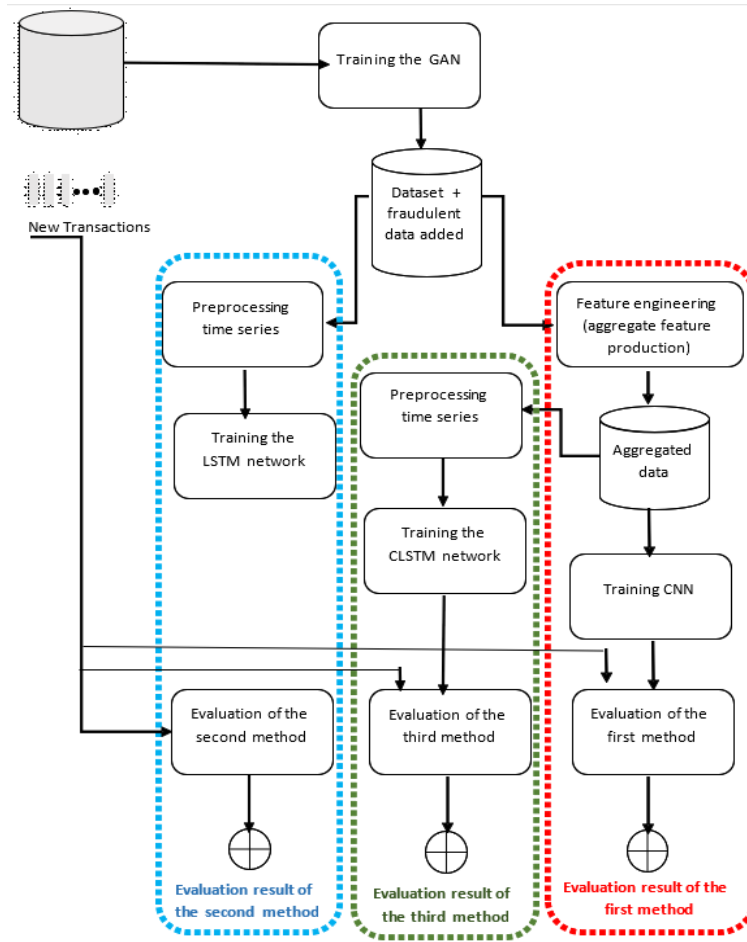 Training the GAN
Dataset +
fraudulent
data added
New Transactions
Preprocessing
time series
Feature engineering
(aggregate feature
production)
Preprocessing
time series
Training the
LSTM network
Aggregated
data
Training the
CLSTM network
Training CNN
Evaluation of the
second method
Evaluation of the
third method
Evaluation of the
first method
Evaluation result of
the second method
Evaluation result of
the third method
Evaluation result of the
first method